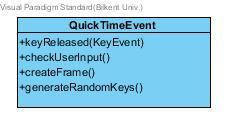 Visual Paradigm Standard(Bilkent Univ.)
QuickTimeEvent
+keyReleased(KeyEvent)
+checkUserInput()
+createFrame()
+generateRandomKeys()